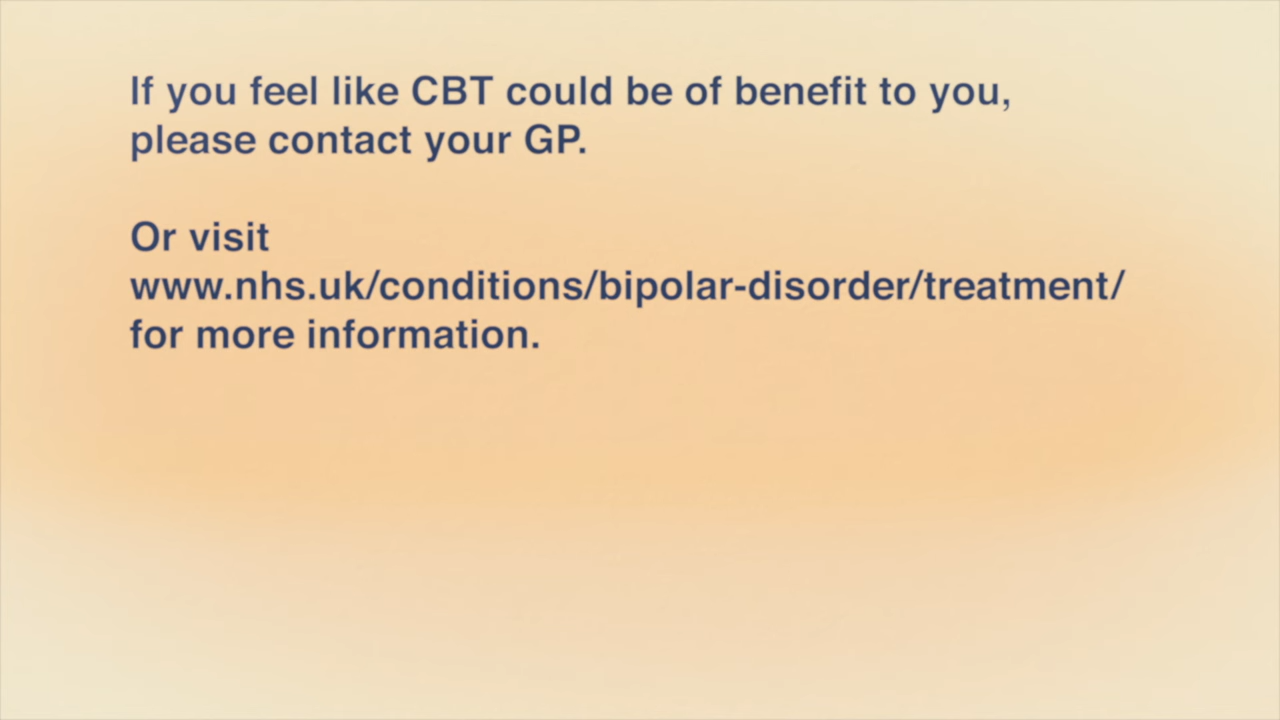 If you feel like CBT could be of benefit to you,
please contact your GP.
Or visit
www.nhs.uk/conditions/bipolar-disorder/treatment/
for more information.